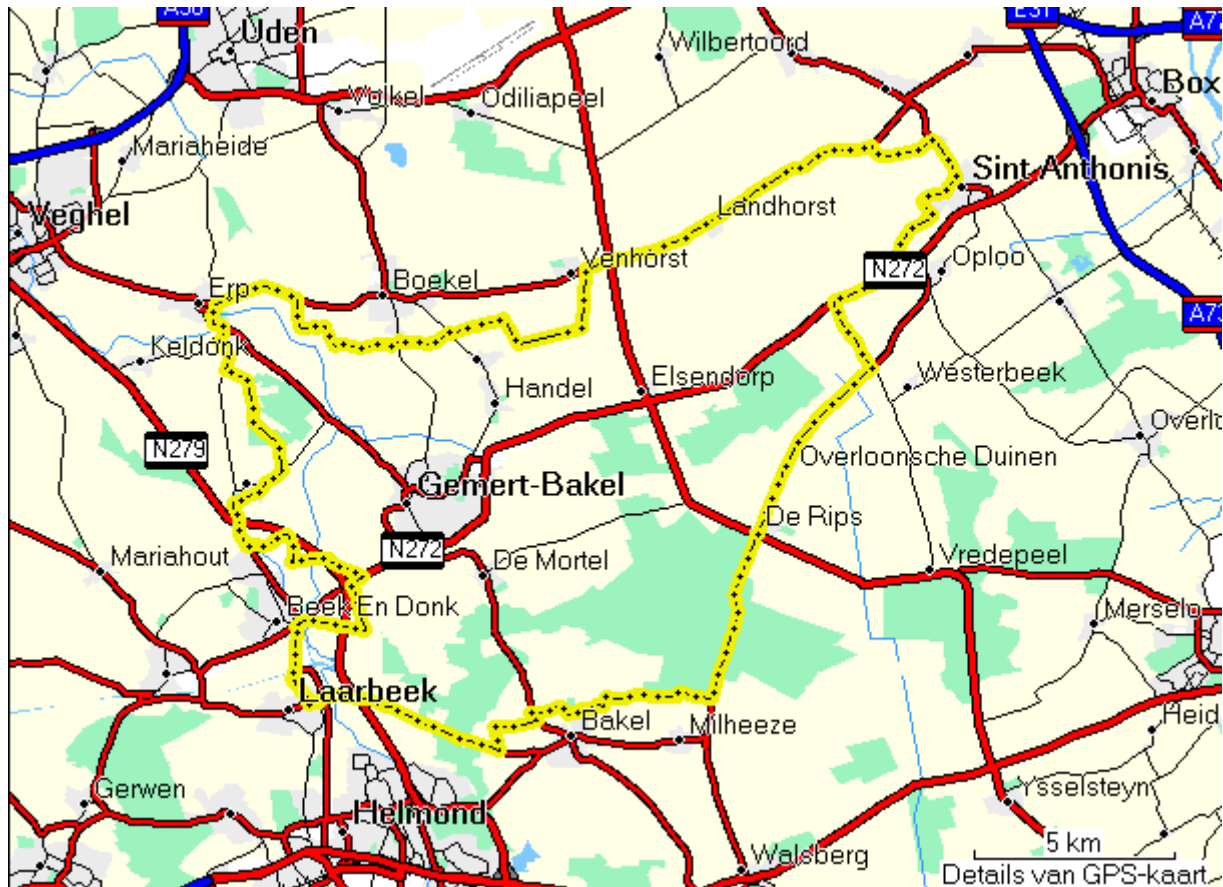 A50
E31
A77
Uden
Wilbertoord
Box
Volkel
Odiliapeel
Mariaheide
Sint Anthonis
Veghel
Landhorst
Venhorst
N272
Oploo
Erp
Boekel
A73
Keldonk
Handel
Elsendorp
Westerbeek
Overlo
N279
Overloonsche Duinen
Gemert-Bakel
De Rips
Mariahout
N272
De Mortel
Vredepeel
Beek En Donk
Merselo
Laarbeek
Bakel
Milheeze
Heid
Gerwen
Ysselsteyn
Helmond
5 km
Walsberg
Details van GPS-kaart